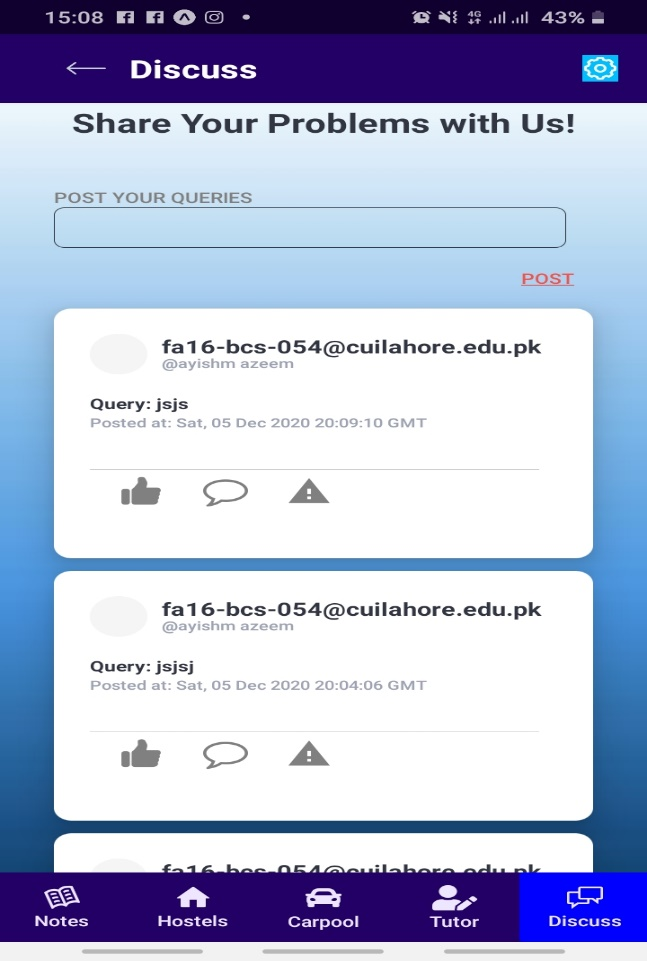 15:08 4G 43%
Discuss
Share Your Problems with Us!
POST YOUR QUERIES
POST
fa16-bcs-054@cuilahore.edu.pk
@ayishm azeem
Query: jsjs
Posted at: Sat, 05 Dec 2020 20:09:10 GMT
fa16-bcs-054@cuilahore.edu.pk
@ayishm azeem
Query: jsjsj
Posted at: Sat, 05 Dec 2020 20:04:06 GMT
fa16-bcs-054@cuilahore.edu.pk
Notes Hostels Carpool Tutor Discuss